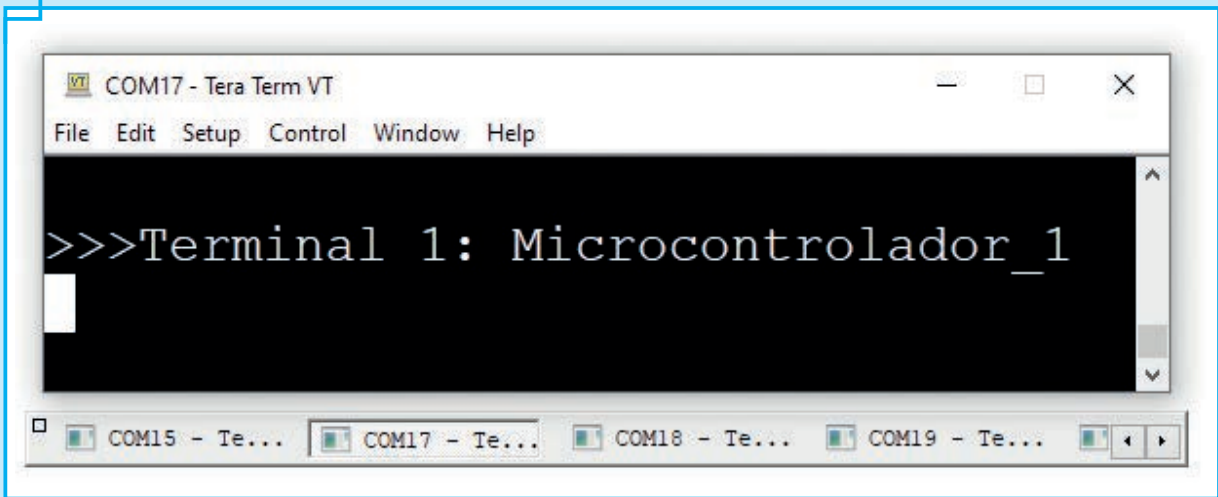 COM17 - Tera Term VT
File Edit Setup Control Window Help
>>>Terminal 1: Microcontrolador_1
COM15 - Te... COM17 - Te... COM18 - Te... COM19 - Te...